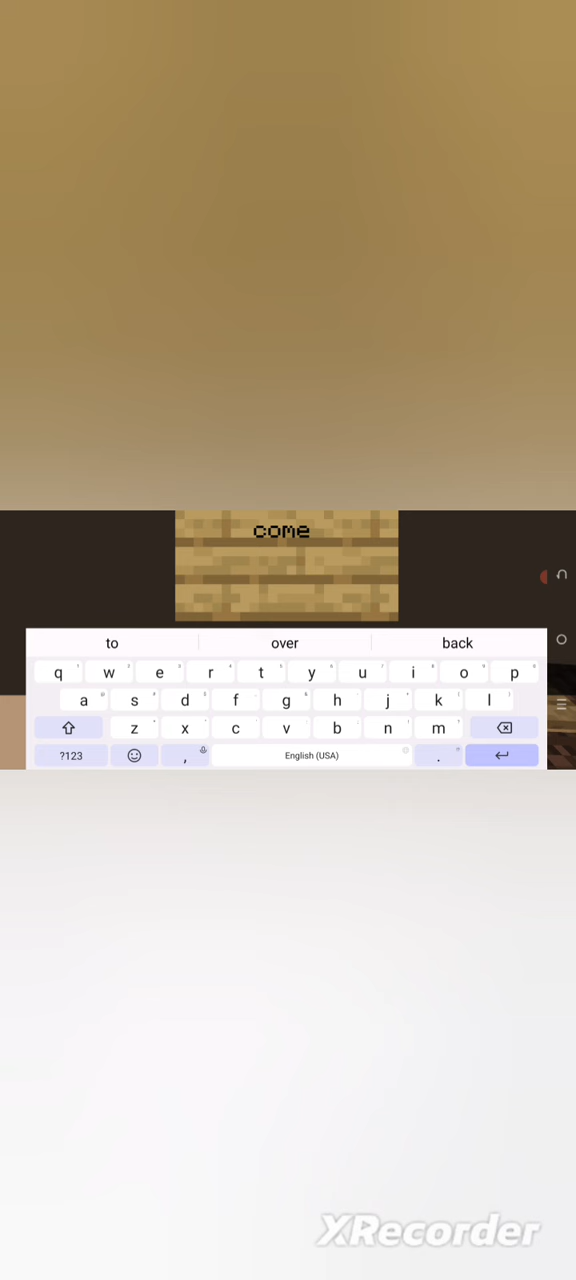 come
to over back
q w e r t y u i o p
a s d f g h j k l
z x c v b n m
?123 , English (USA) .
XRecorder